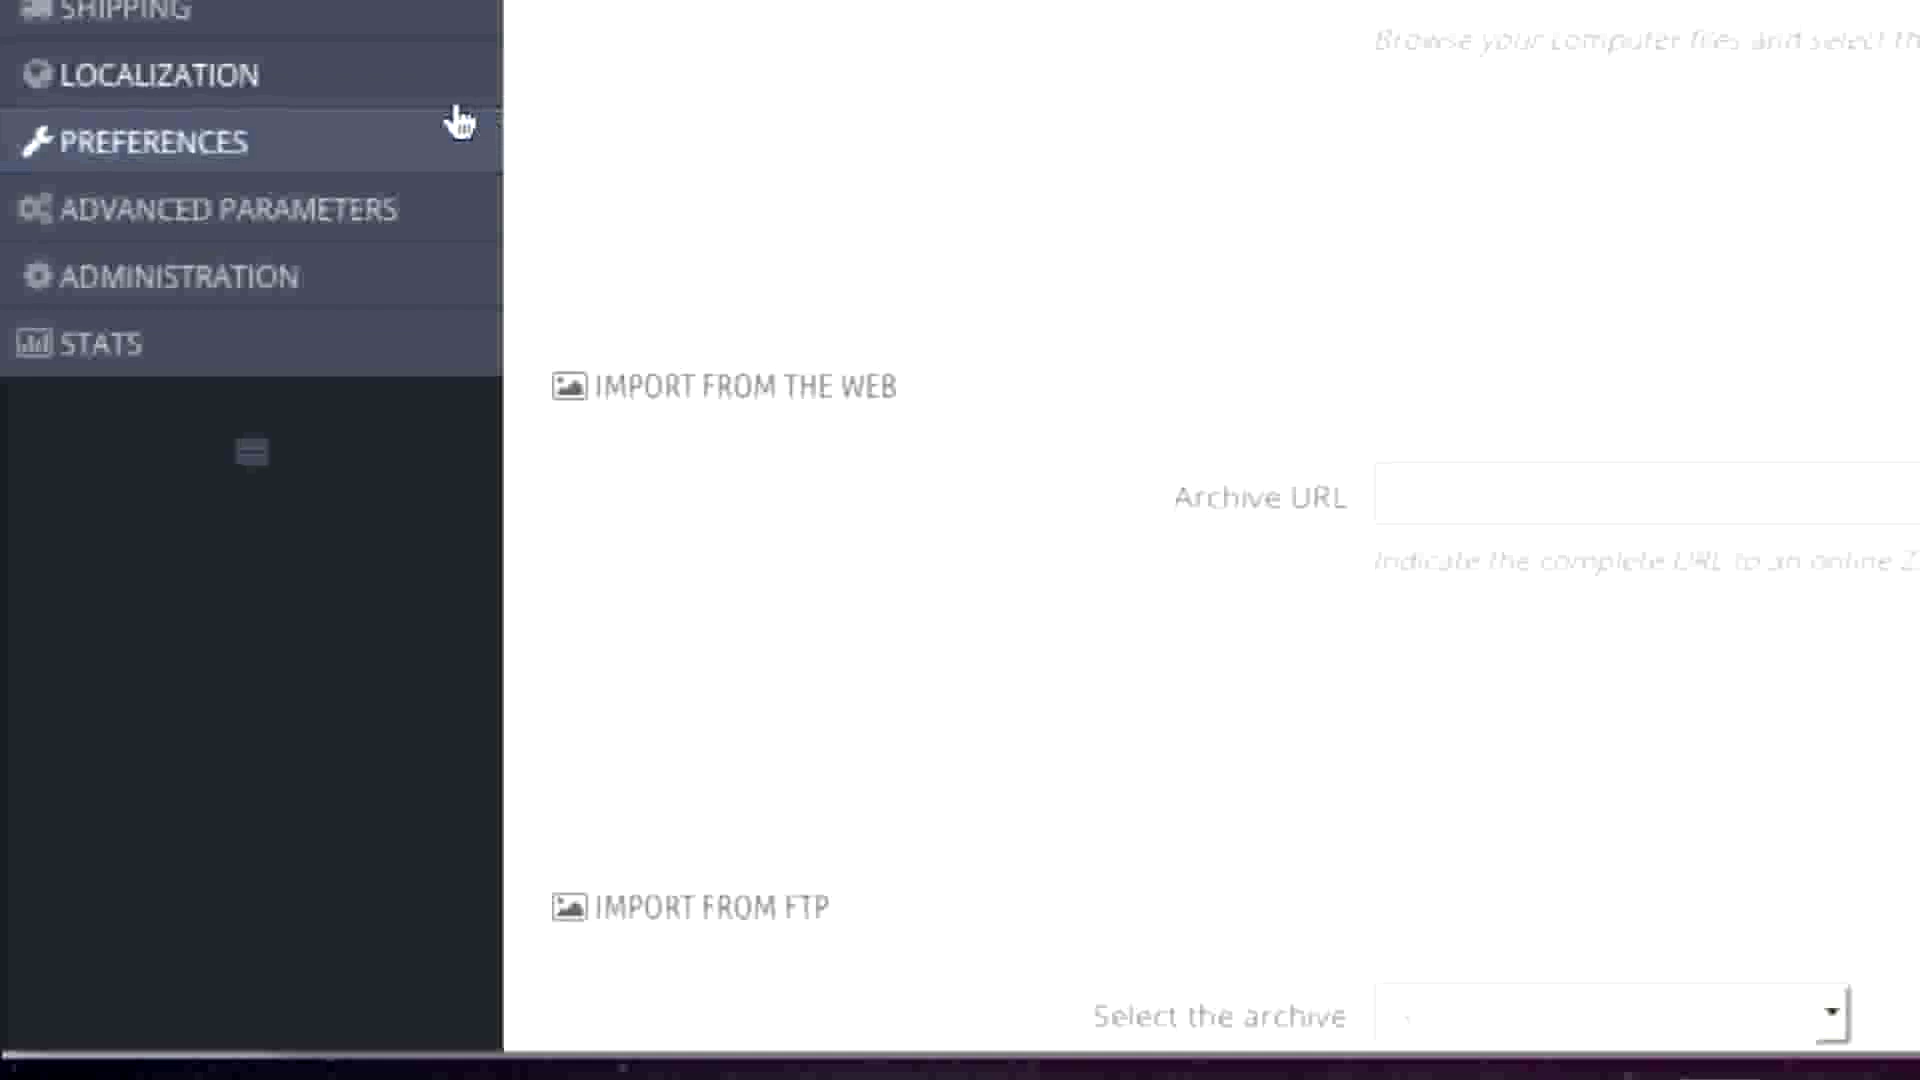 SHIPPING
LOCALIZATION
PREFERENCES
ADVANCED PARAMETERS
ADMINISTRATION
STATS
Browse your computer files and select th
IMPORT FROM THE WEB
Archive URL
Indicate the complete URL to an online Z
IMPORT FROM FTP
Select the archive
-